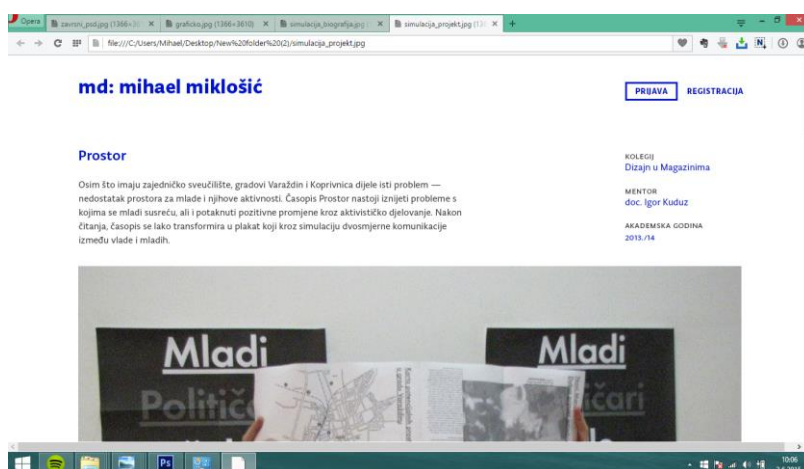 Opera
zavrsni_psd.jpg (1366×3
graficko.jpg (1366×3610)
simulacija_biografija.jpg (
simulacija_projekt.jpg (13
file:///C:/Users/Mihael/Desktop/New%20folder%20(2)/simulacija_projekt.jpg
md: mihael miklošić
PRIJAVA REGISTRACIJA
Prostor
Osim što imaju zajedničko sveučilište, gradovi Varaždin i Koprivnica dijele isti problem —
nedostatak prostora za mlade i njihove aktivnosti. Časopis Prostor nastoji iznijeti probleme s
kojima se mladi susreću, ali i potaknuti pozitivne promjene kroz aktivističko djelovanje. Nakon
čitanja, časopis se lako transformira u plakat koji kroz simulaciju dvosmjerne komunikacije
između vlade i mladih.
KOLEGIJ
Dizajn u Magazinima
MENTOR
doc. Igor Kuduz
AKADEMSKA GODINA
2013./14
Mladi
Politič
Mladi
ičari
Ps
10:06